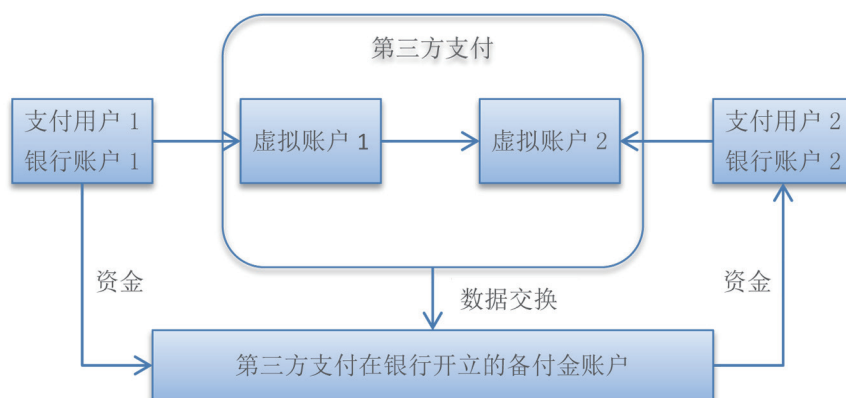 第三方支付
支付用户 1
银行账户 1
虚拟账户 1
虚拟账户 2
支付用户 2
银行账户 2
资金
数据交换
资金
第三方支付在银行开立的备付金账户